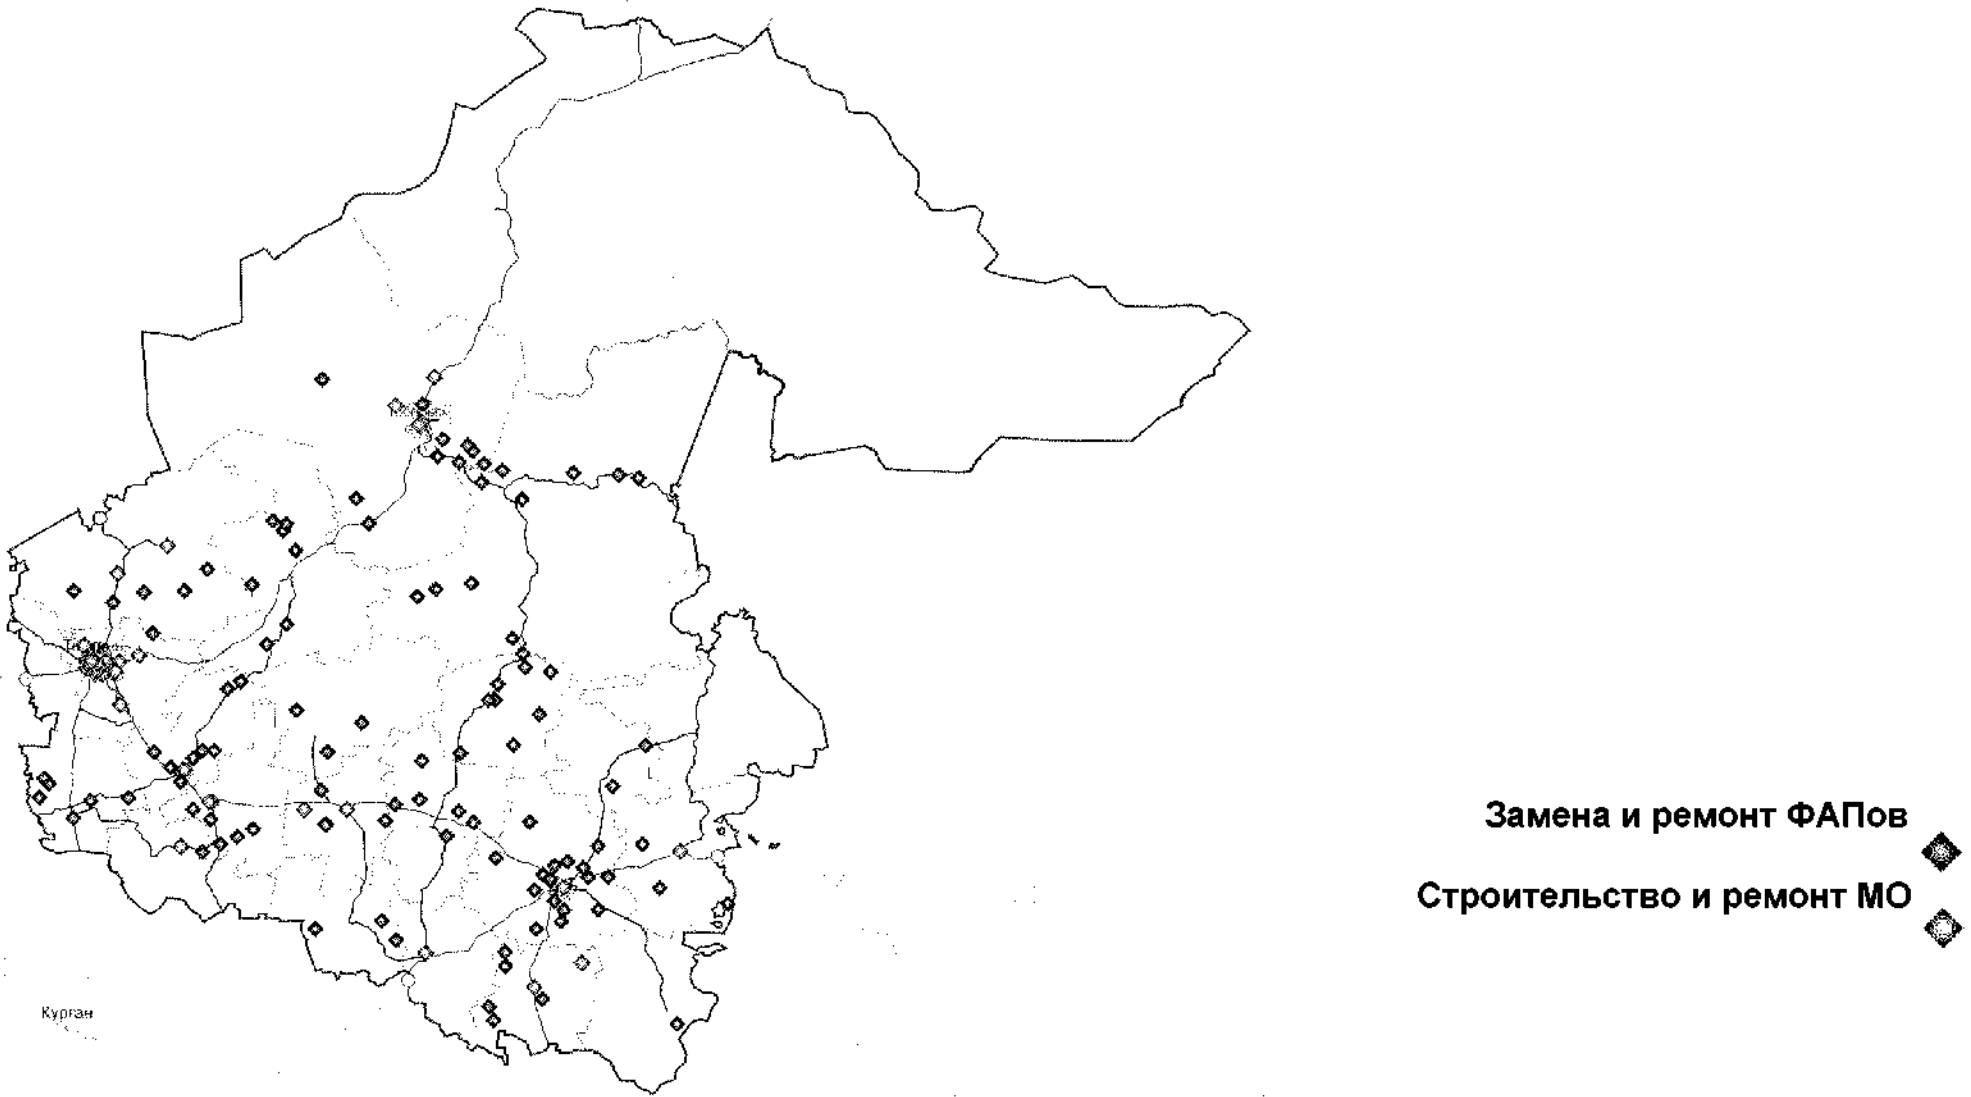 Замена и ремонт ФАПов
Строительство и ремонт МО
Курган